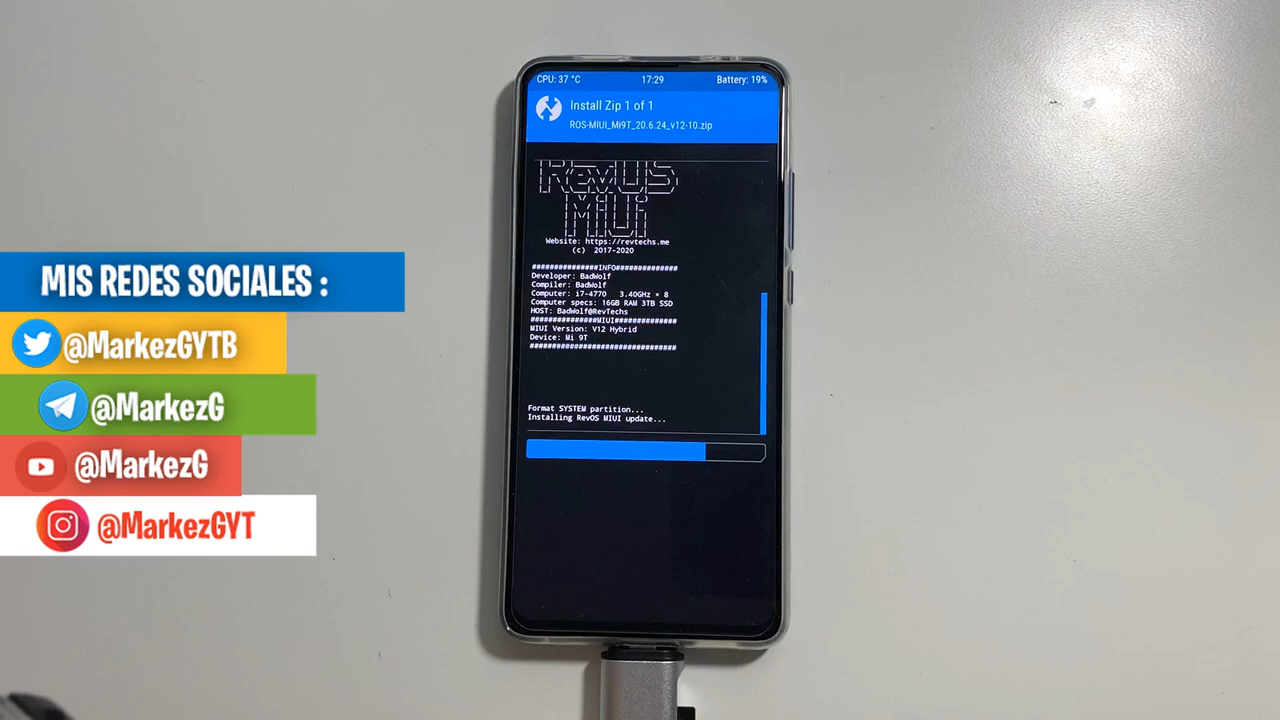 CPU: 37 °C 17:29 Battery: 19%
Install Zip 1 of 1
ROS-MIUI_Mi9T_20.6.24_v12-10.zip
RevOS
MIUI
Website: https://revtechs.me
(c) 2017-2020
##############INFO##############
Developer: BadWolf
Compiler: BadWolf
Computer: i7-4770 3.40GHz × 8
Computer specs: 16GB RAM 3TB SSD
HOST: BadWolf@RevTechs
##############MIUI##############
MIUI Version: V12 Hybrid
Device: Mi 9T
################################
Format SYSTEM partition...
Installing RevOS MIUI update...
MIS REDES SOCIALES :
@MarkezGYTB
@MarkezG
@MarkezG
@MarkezGYT